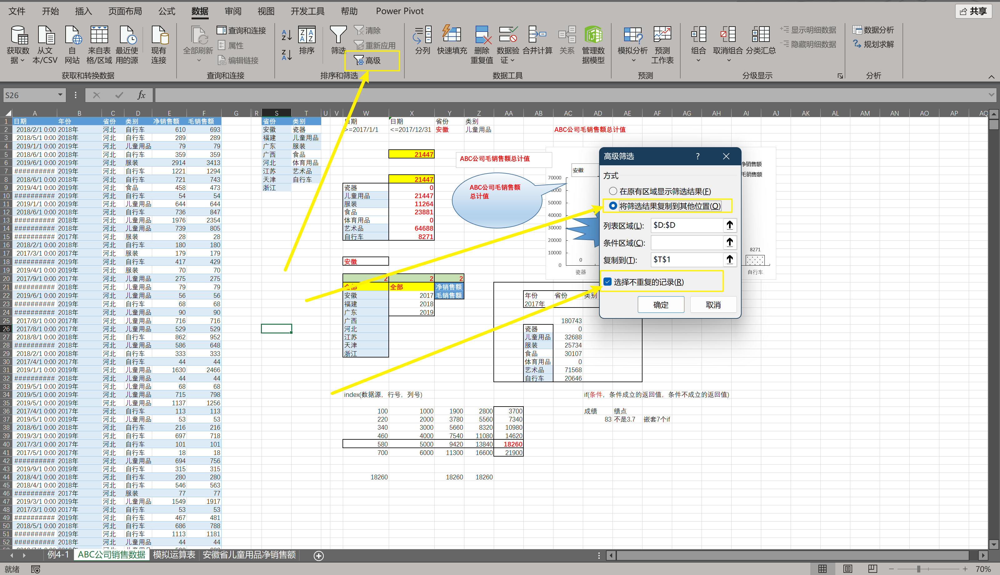 文件 开始 插入 页面布局 公式 数据 审阅 视图 开发工具 帮助 Power Pivot 共享
获取数据 从文本/CSV 自网站 来自表格/区域 最近使用的源 现有连接
获取和转换数据
全部刷新 查询和连接 属性 编辑链接
查询和连接
排序 筛选 清除 重新应用 高级
排序和筛选
分列 快速填充 删除重复值 数据验证 合并计算 关系 管理数据模型
数据工具
模拟分析 预测工作表
预测
组合 取消组合 分类汇总 显示明细数据 隐藏明细数据
分级显示
数据分析 规划求解
分析
S26 fx
A B C D E F G R S T U V W X Y Z AA AB AC AD AE AF AG AH AI AJ AK AL AM AN AO AP AQ
1 日期 年份 省份 类别 净销售额 毛销售额 省份 类别 日期 日期 省份 类别
2 2018/2/1 0:00 2018年 河北 自行车 610 693 安徽 瓷器 >=2017/1/1 <=2017/12/31 安徽 儿童用品 ABC公司毛销售额总计值
3 2018/5/1 0:00 2018年 河北 自行车 289 289 福建 儿童用品
4 2019/1/1 0:00 2019年 河北 儿童用品 79 79 广东 服装
5 2018/6/1 0:00 2018年 河北 自行车 359 359 广西 食品 21447
6 2019/6/1 0:00 2019年 河北 服装 2914 3413 河北 体育用品
7 ########## 2019年 河北 自行车 1221 1294 江苏 艺术品
8 2018/6/1 0:00 2018年 河北 自行车 721 743 天津 自行车 21447
9 2019/4/1 0:00 2019年 河北 食品 458 473 浙江 瓷器 0
10 ########## 2019年 河北 自行车 54 54 儿童用品 21447
11 2019/1/1 0:00 2019年 河北 儿童用品 644 644 服装 11264
12 2018/6/1 0:00 2018年 河北 自行车 736 847 食品 23881
13 ########## 2018年 河北 儿童用品 1976 2354 体育用品 0
14 ########## 2018年 河北 儿童用品 739 805 艺术品 64688
15 ########## 2017年 河北 服装 28 28 自行车 8271
16 2018/2/1 0:00 2018年 河北 自行车 180 180
17 2017/3/1 0:00 2017年 河北 服装 179 179
18 ########## 2019年 河北 自行车 417 429 安徽
19 2019/4/1 0:00 2019年 河北 服装 70 70
20 2017/9/1 0:00 2017年 河北 儿童用品 275 275 2 2 2
21 ########## 2018年 河北 儿童用品 79 79 全部 全部 净销售额
22 2019/6/1 0:00 2019年 河北 儿童用品 56 56 安徽 2017 毛销售额 年份 省份 类别
23 ########## 2019年 河北 自行车 68 68 福建 2018 2017年
24 ########## 2018年 河北 儿童用品 90 90 广东 2019
25 2017/8/1 0:00 2017年 河北 儿童用品 716 716 广西 180743
26 2017/8/1 0:00 2017年 河北 儿童用品 529 529 河北 瓷器 0
27 2018/8/1 0:00 2018年 河北 自行车 862 952 江苏 儿童用品 32688
28 ########## 2018年 河北 儿童用品 586 648 天津 服装 25734
29 2018/2/1 0:00 2018年 河北 自行车 333 333 浙江 食品 30107
30 2017/4/1 0:00 2017年 河北 自行车 44 44 体育用品 0
31 2019/1/1 0:00 2019年 河北 儿童用品 1630 2466 艺术品 71568
32 ########## 2018年 河北 儿童用品 44 44 自行车 20646
33 2019/5/1 0:00 2019年 河北 儿童用品 68 68
34 2019/5/1 0:00 2019年 河北 儿童用品 715 798 index(数据源，行号，列号) if(条件，条件成立的返回值，条件不成立的返回值)
35 2019/5/1 0:00 2019年 河北 儿童用品 1137 1256
36 2017/4/1 0:00 2017年 河北 自行车 113 113 100 1000 1900 2800 3700 成绩 绩点
37 2019/5/1 0:00 2019年 河北 儿童用品 53 53 220 2000 3780 5560 7340 83 不是3.7 嵌套7个if
38 2018/6/1 0:00 2018年 河北 自行车 216 216 340 3000 5660 8320 10980
39 2019/3/1 0:00 2019年 河北 自行车 697 718 460 4000 7540 11080 14620
40 2017/3/1 0:00 2017年 河北 自行车 101 101 580 5000 9420 13840 18260
41 2017/5/1 0:00 2017年 河北 自行车 18 18 700 6000 11300 16600 21900
42 ########## 2018年 河北 儿童用品 694 756
43 2019/9/1 0:00 2019年 河北 自行车 315 315
44 2018/4/1 0:00 2018年 河北 自行车 280 280 18260 18260 18260
45 2018/4/1 0:00 2018年 河北 自行车 546 563
46 ########## 2017年 河北 服装 77 77
47 2019/3/1 0:00 2019年 河北 儿童用品 1549 1917
48 2017/3/1 0:00 2017年 河北 自行车 53 53
49 ########## 2019年 河北 自行车 467 481
50 2018/5/1 0:00 2018年 河北 自行车 686 788
51 ########## 2019年 河北 自行车 1113 1181
52 ########## 2018年 河北 儿童用品 44 44
ABC公司毛销售额总计值
ABC公司毛销售额
总计值
安徽
净销售额
毛销售额
70000
50000
40000
30000
20000
10000
0
0
瓷器
8271
自行车
高级筛选 ?
方式
在原有区域显示筛选结果(F)
将筛选结果复制到其他位置(O)
列表区域(L): $D:$D
条件区域(C):
复制到(T): $T$1
选择不重复的记录(R)
确定 取消
例4-1 ABC公司销售数据 模拟运算表 安徽省儿童用品净销售额
就绪 70%